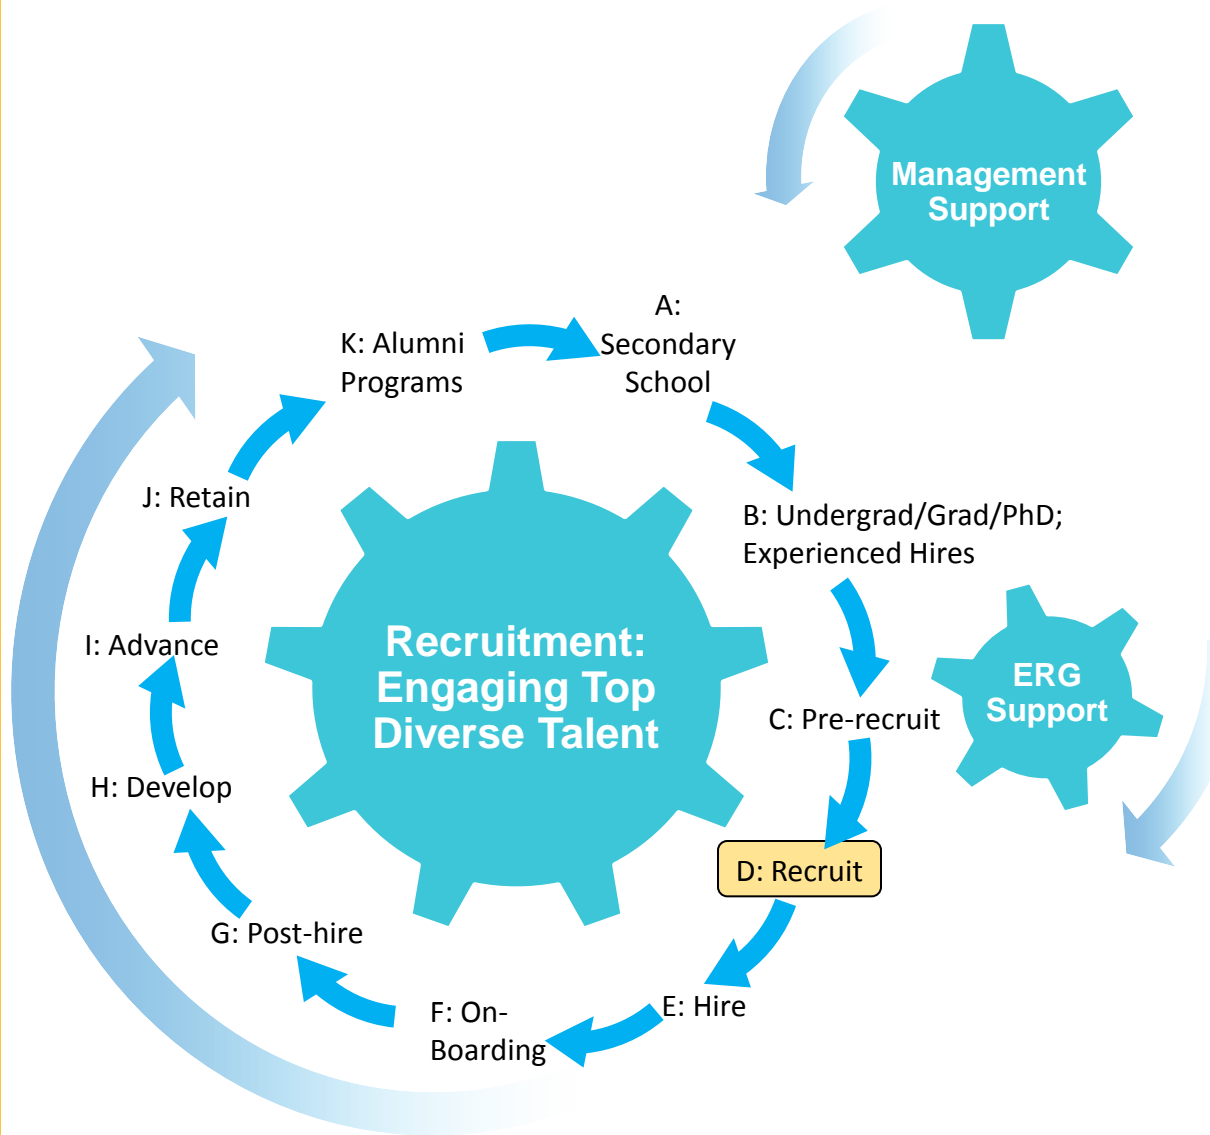 Management
Support
A:
Secondary
School
K: Alumni
Programs
J: Retain
B: Undergrad/Grad/PhD;
Experienced Hires
I: Advance
Recruitment:
Engaging Top
Diverse Talent
ERG
Support
C: Pre-recruit
H: Develop
D: Recruit
G: Post-hire
E: Hire
F: On-
Boarding